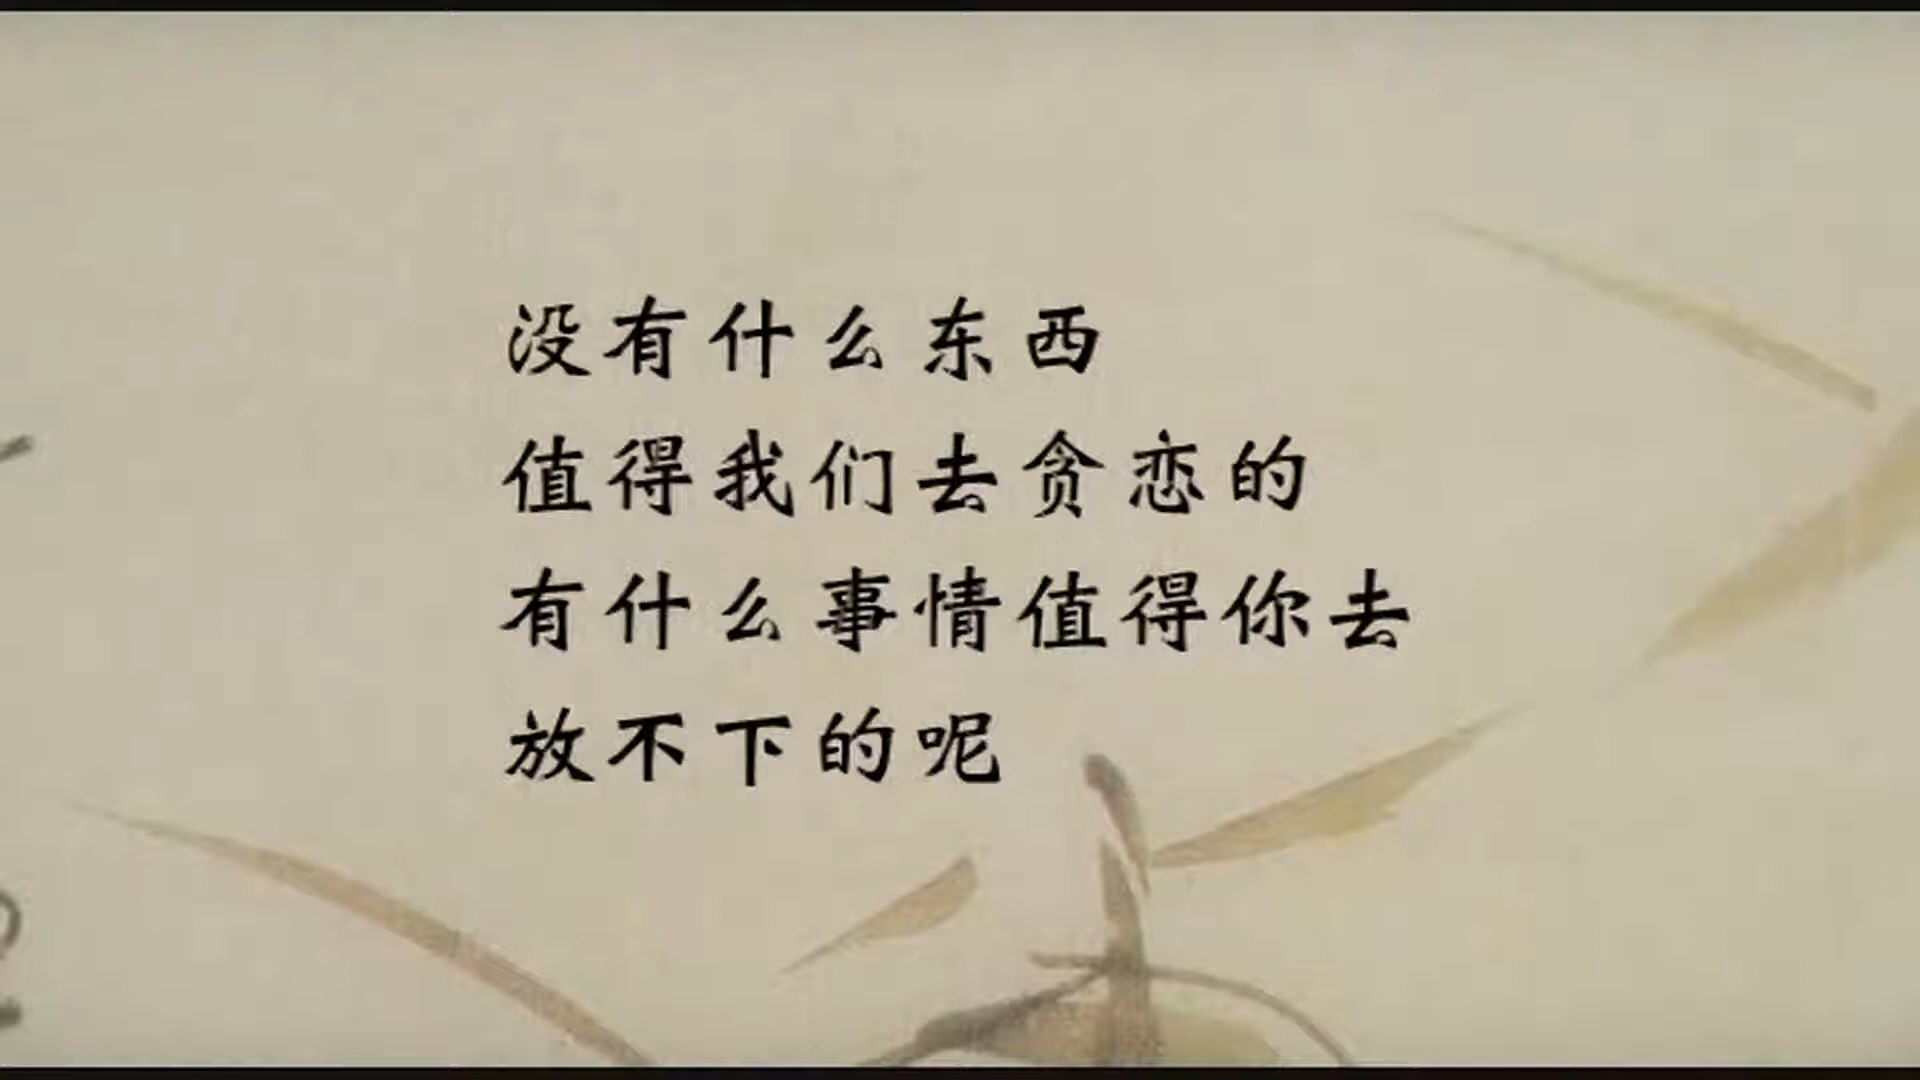 没有什么东西
值得我们去贪恋的
有什么事情值得你去
放不下的呢